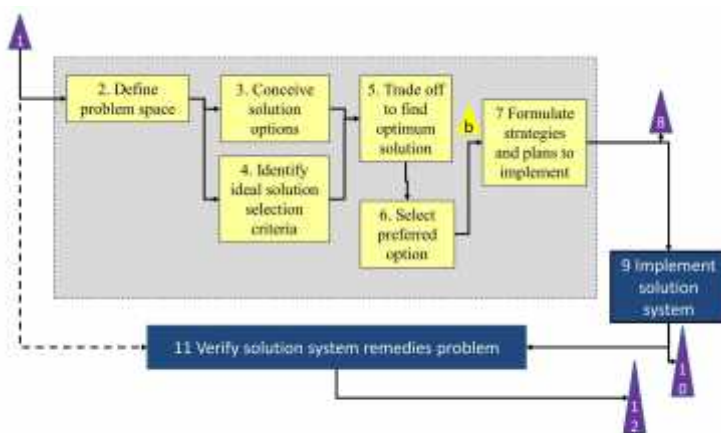 1
2. Define
problem space
3. Conceive
solution
options
4. Identify
ideal solution
selection
criteria
5. Trade off
to find
optimum
solution
6. Select
preferred
option
b
7 Formulate
strategies
and plans to
implement
8
9 Implement
solution
system
1
0
11 Verify solution system remedies problem
1
2